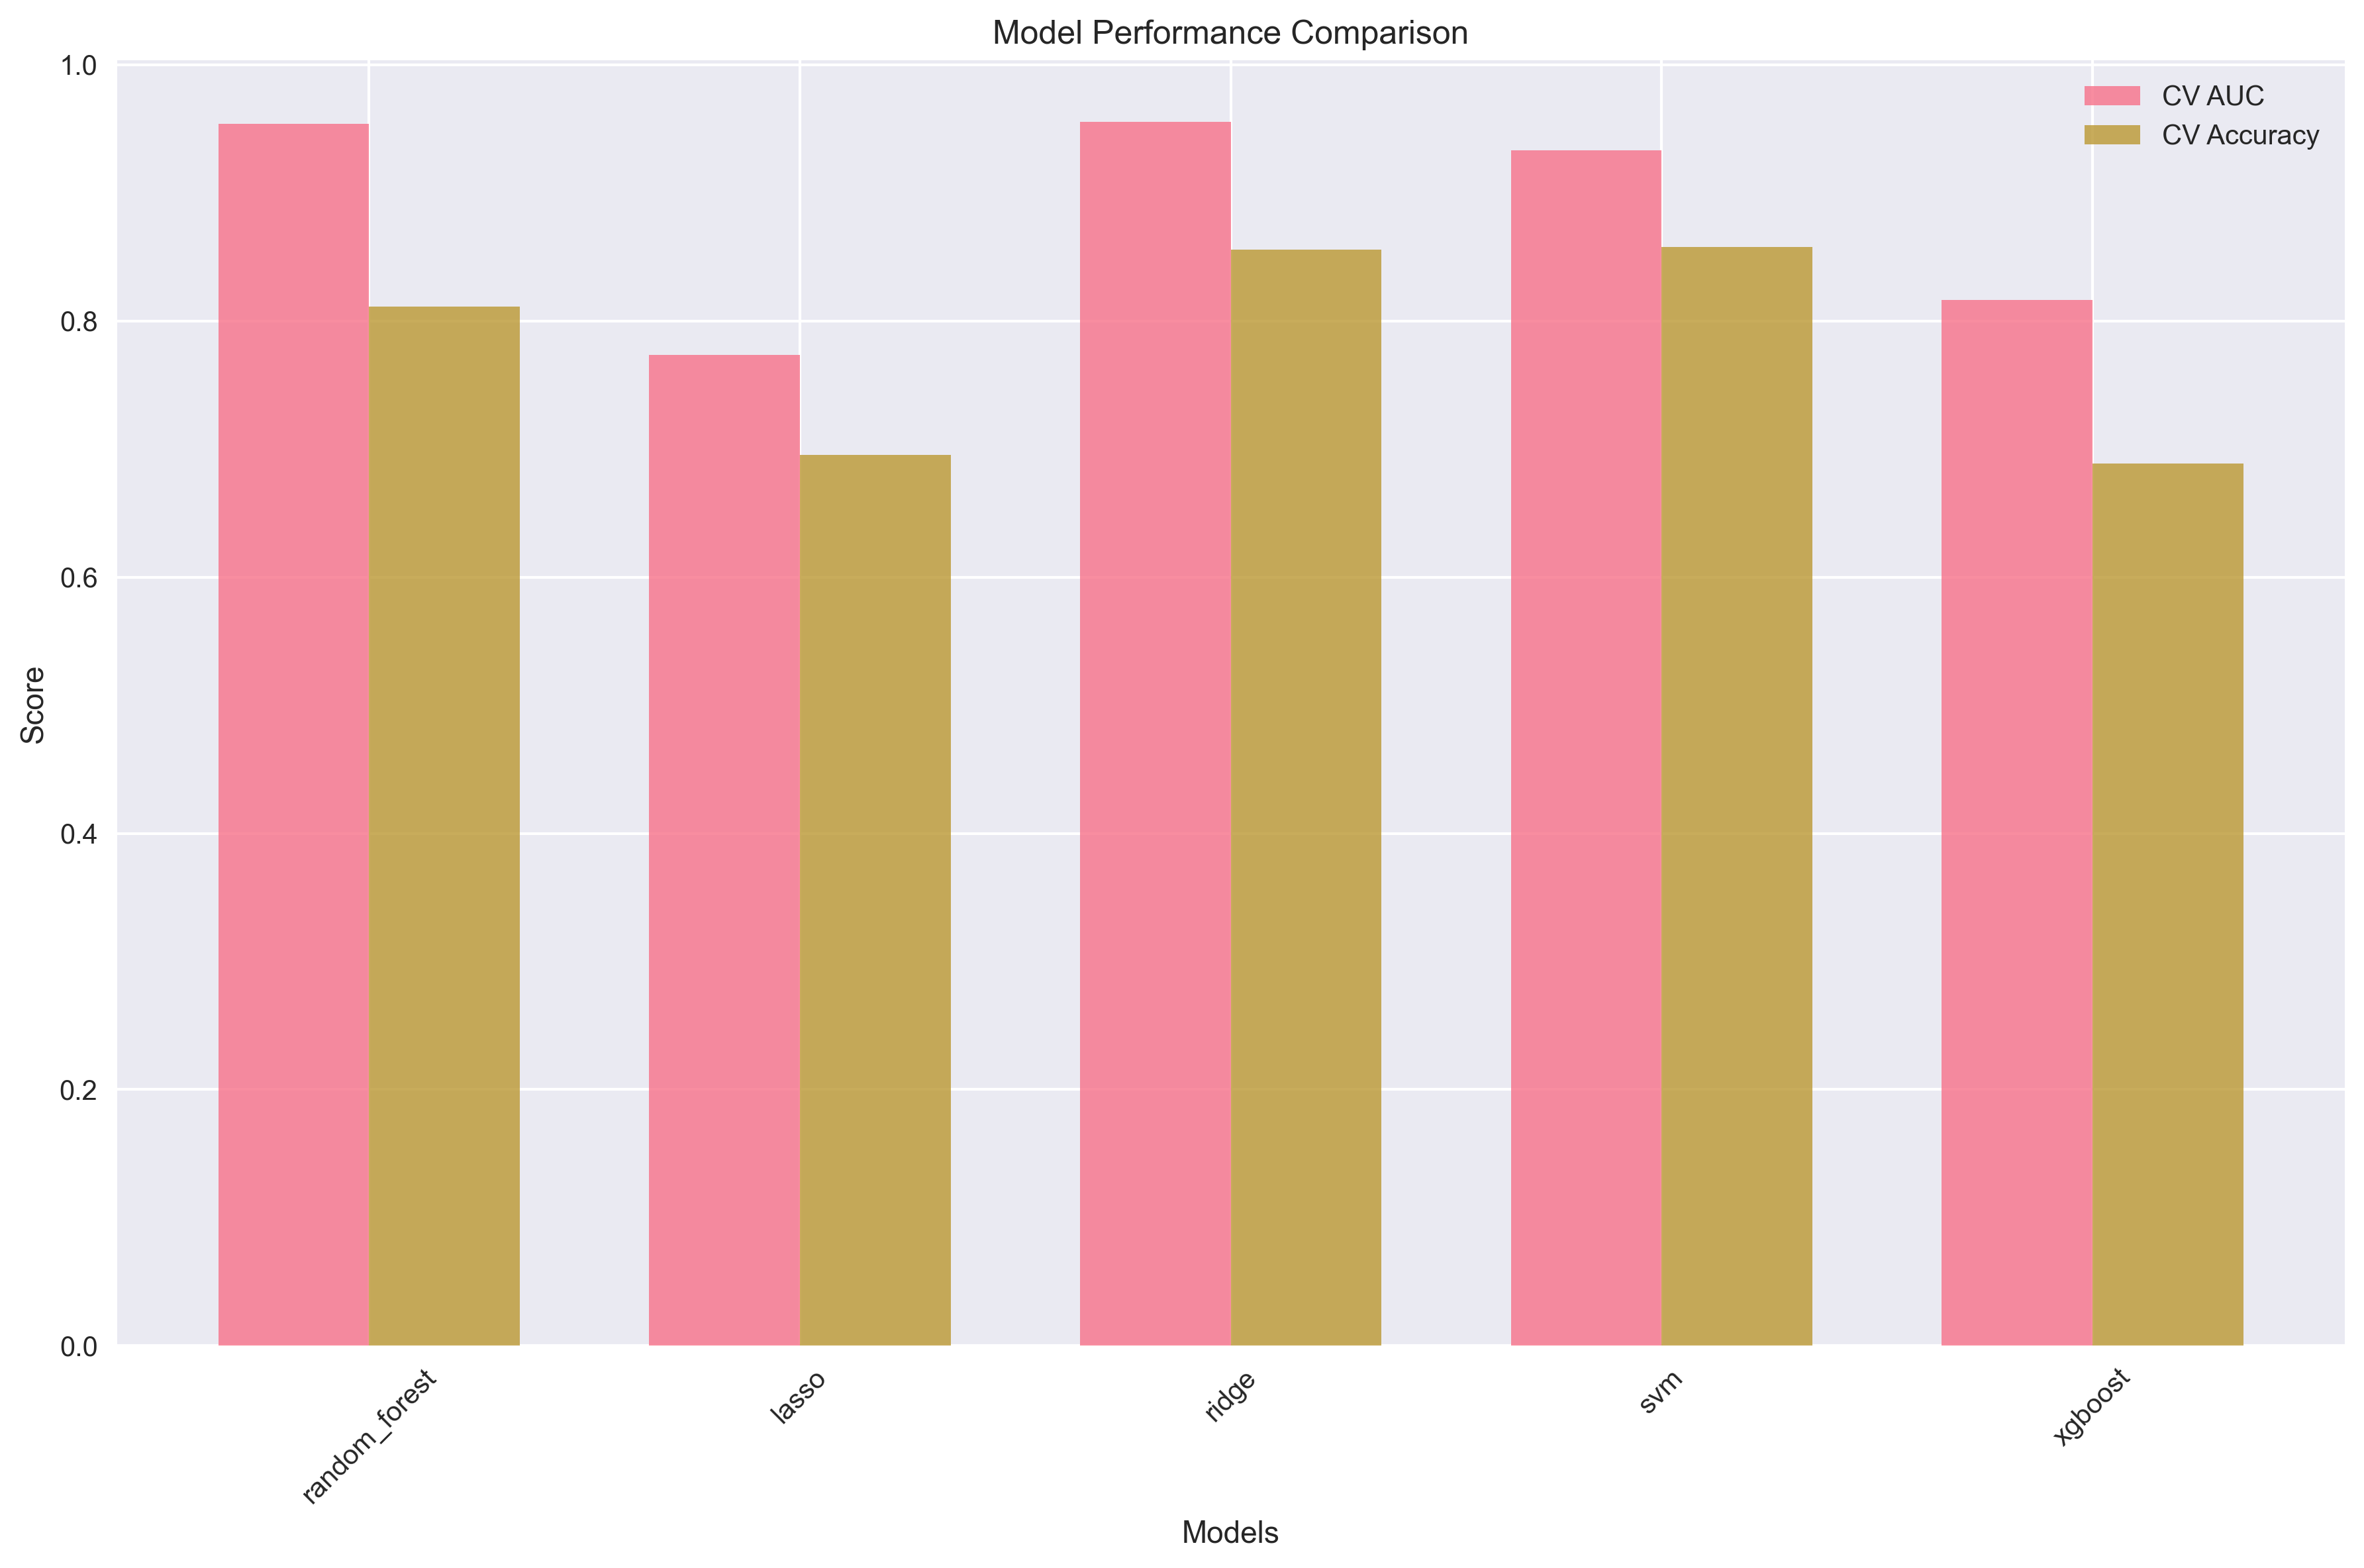 Model Performance Comparison
1.0
0.8
0.6
0.4
0.2
0.0
Score
CV AUC
CV Accuracy
random_forest
lasso
ridge
svm
xgboost
Models